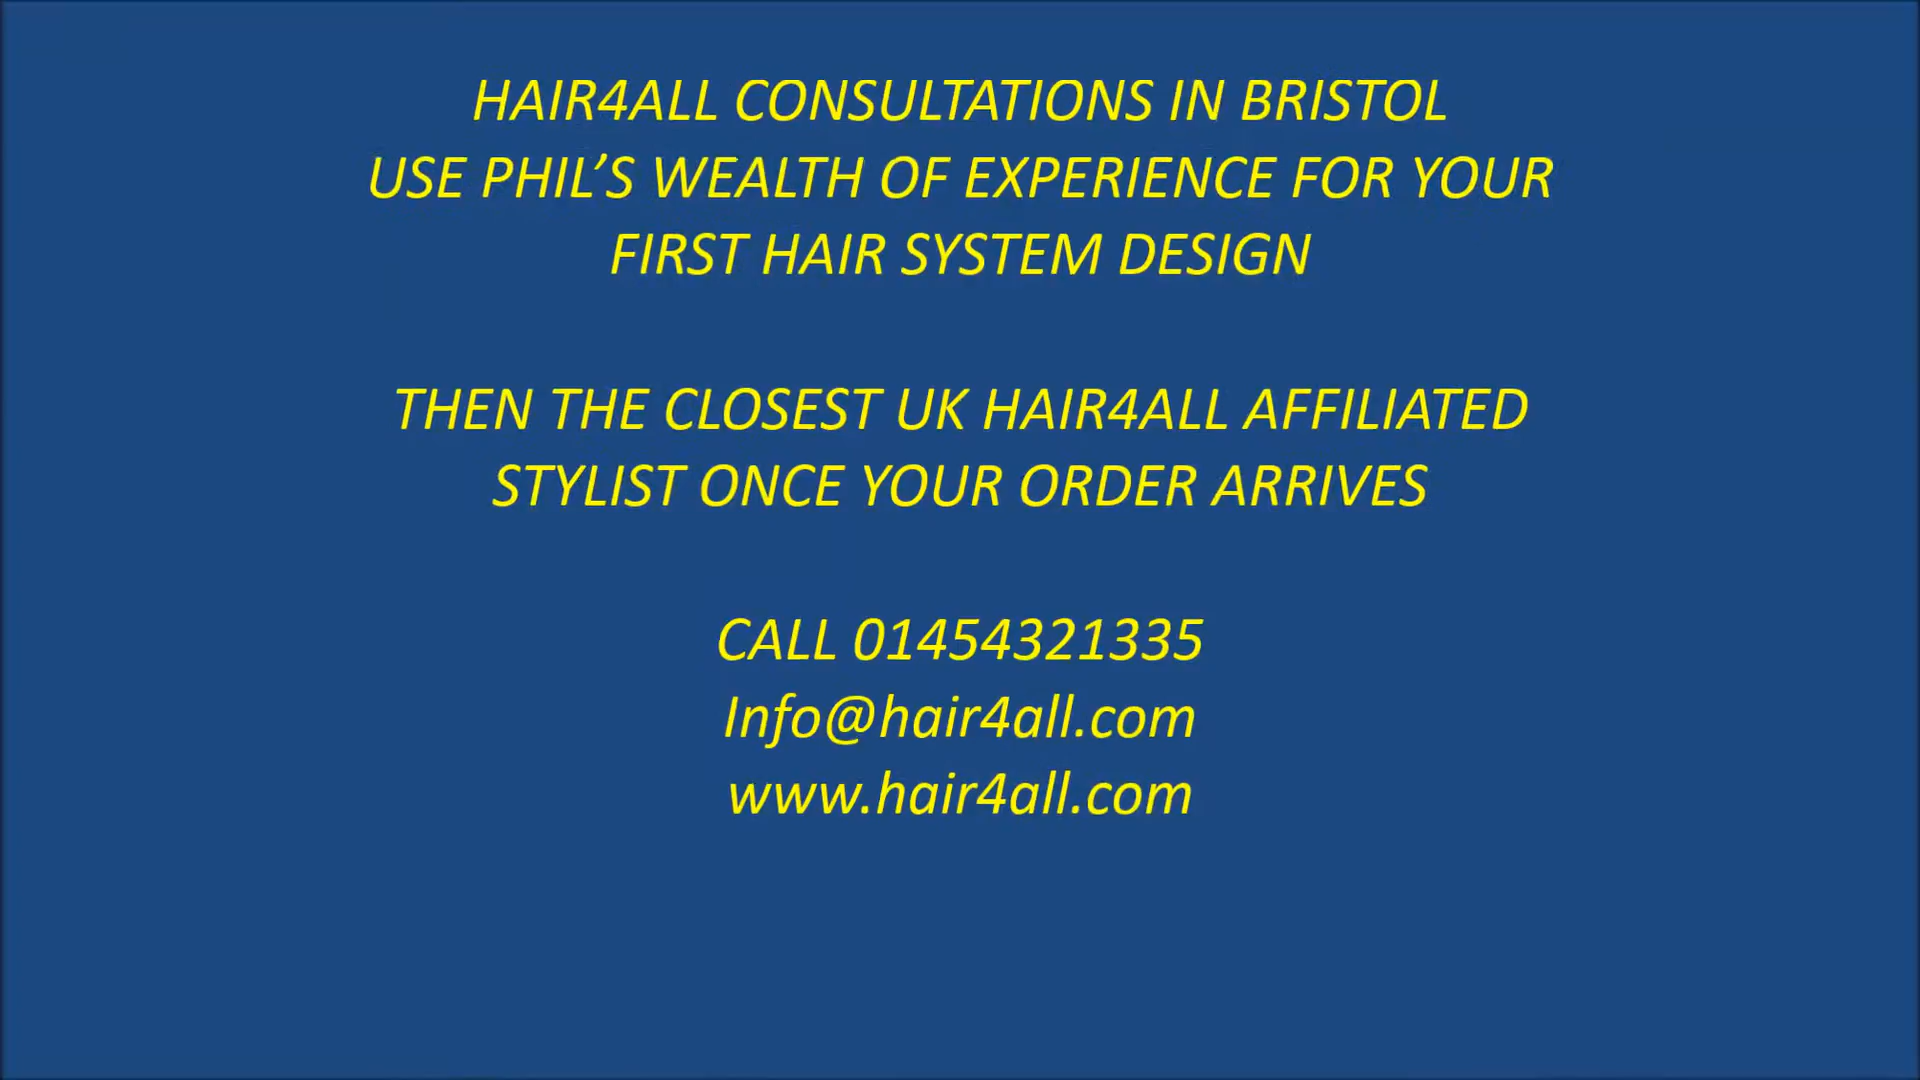 HAIR4ALL CONSULTATIONS IN BRISTOL
USE PHIL’S WEALTH OF EXPERIENCE FOR YOUR
FIRST HAIR SYSTEM DESIGN
THEN THE CLOSEST UK HAIR4ALL AFFILIATED
STYLIST ONCE YOUR ORDER ARRIVES
CALL 01454321335
Info@hair4all.com
www.hair4all.com